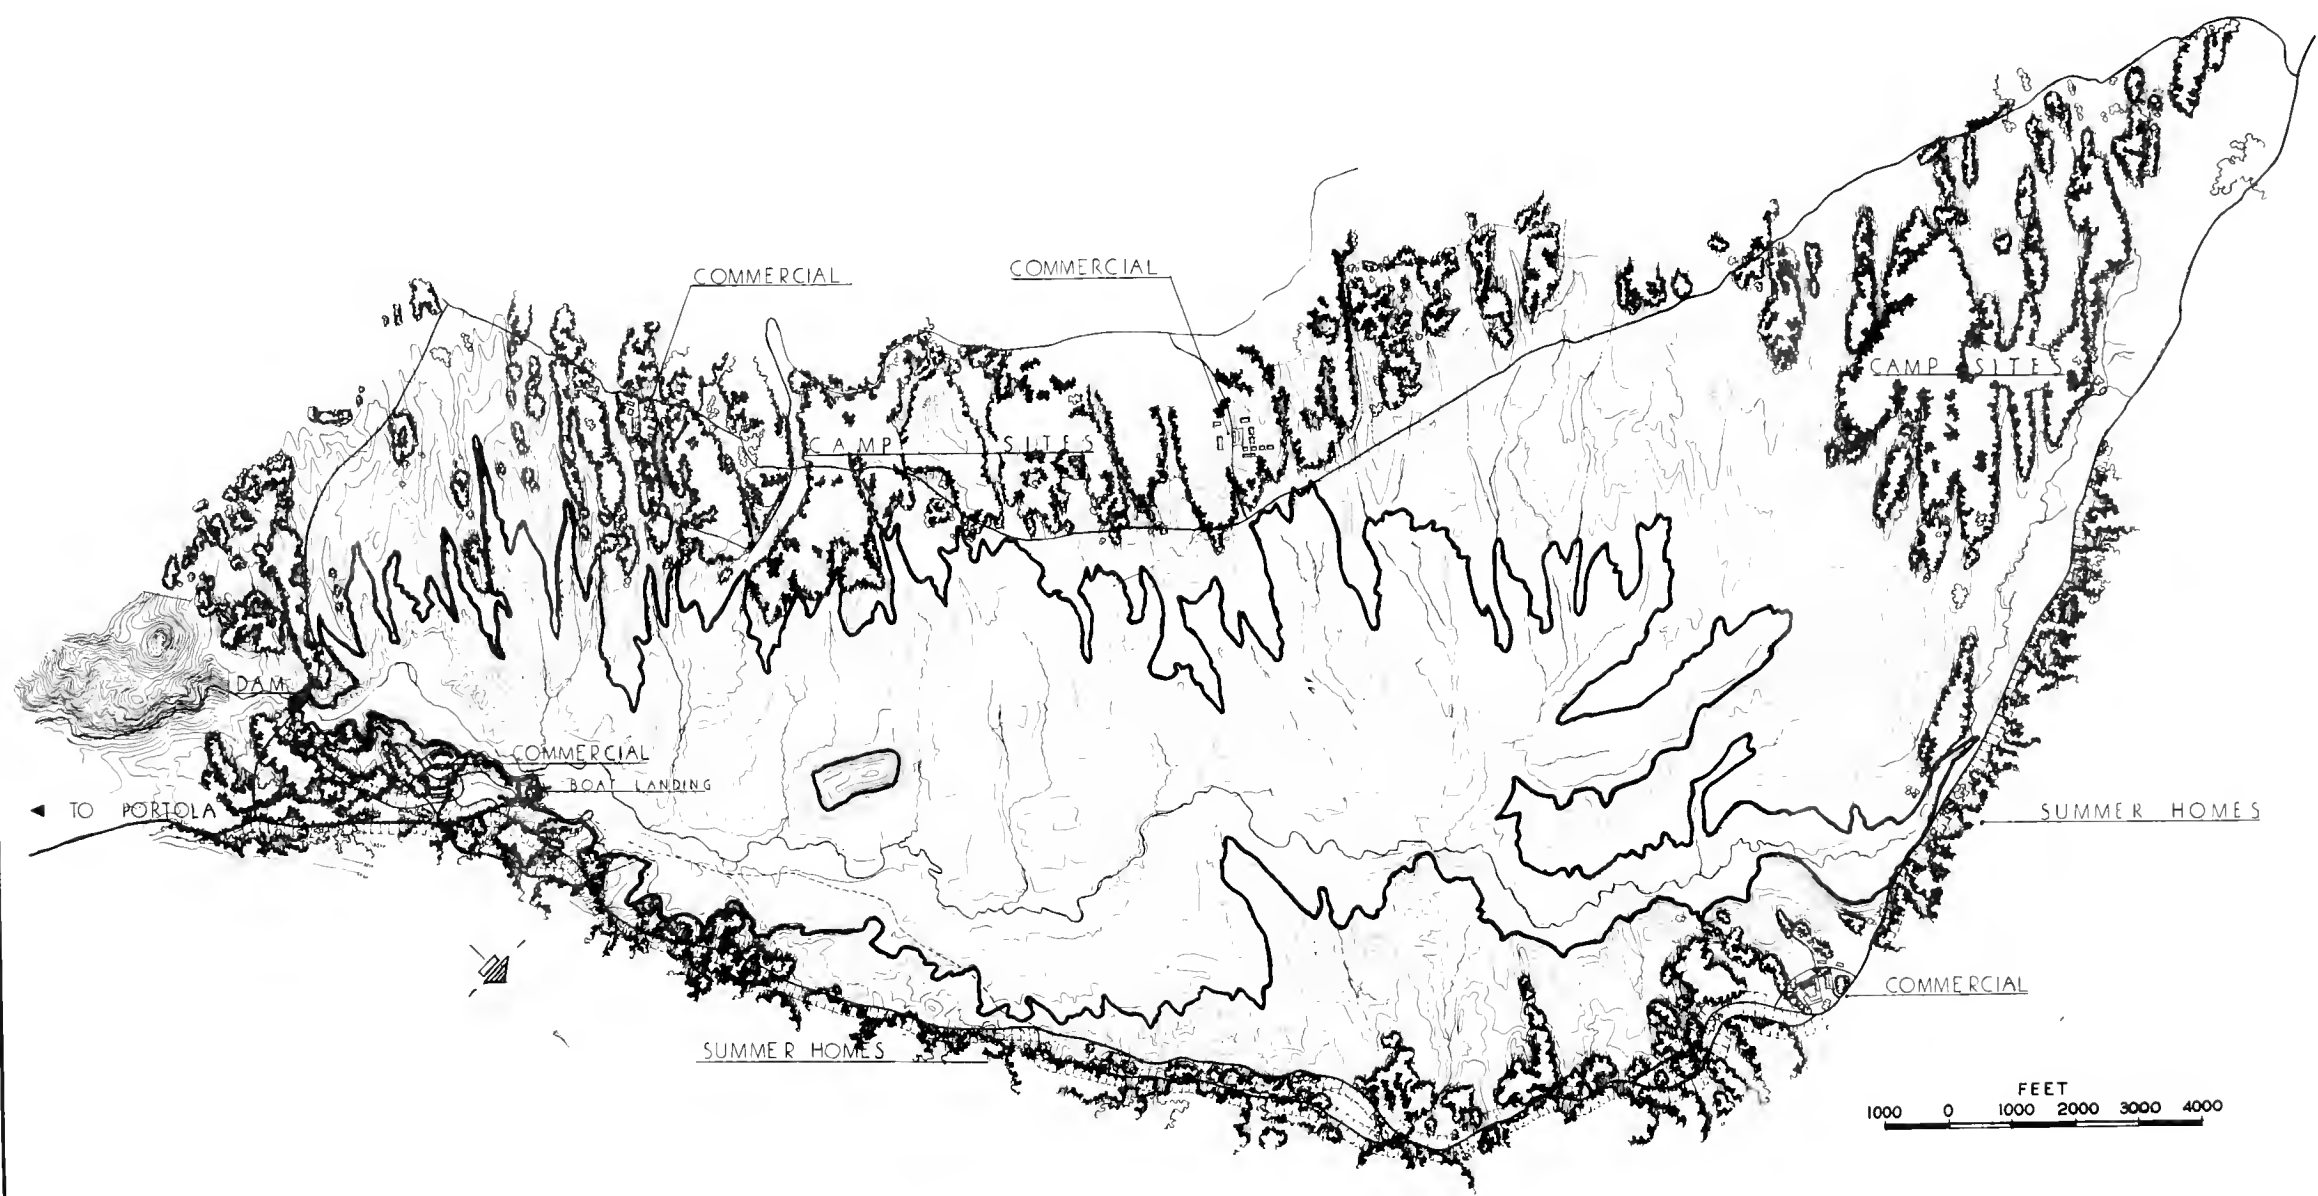 COMMERCIAL
COMMERCIAL
CAMP SITES
CAMP SITES
DAM
COMMERCIAL
BOAT LANDING
◄ TO PORTOLA
SUMMER HOMES
COMMERCIAL
SUMMER HOMES
FEET
1000 0 1000 2000 3000 4000